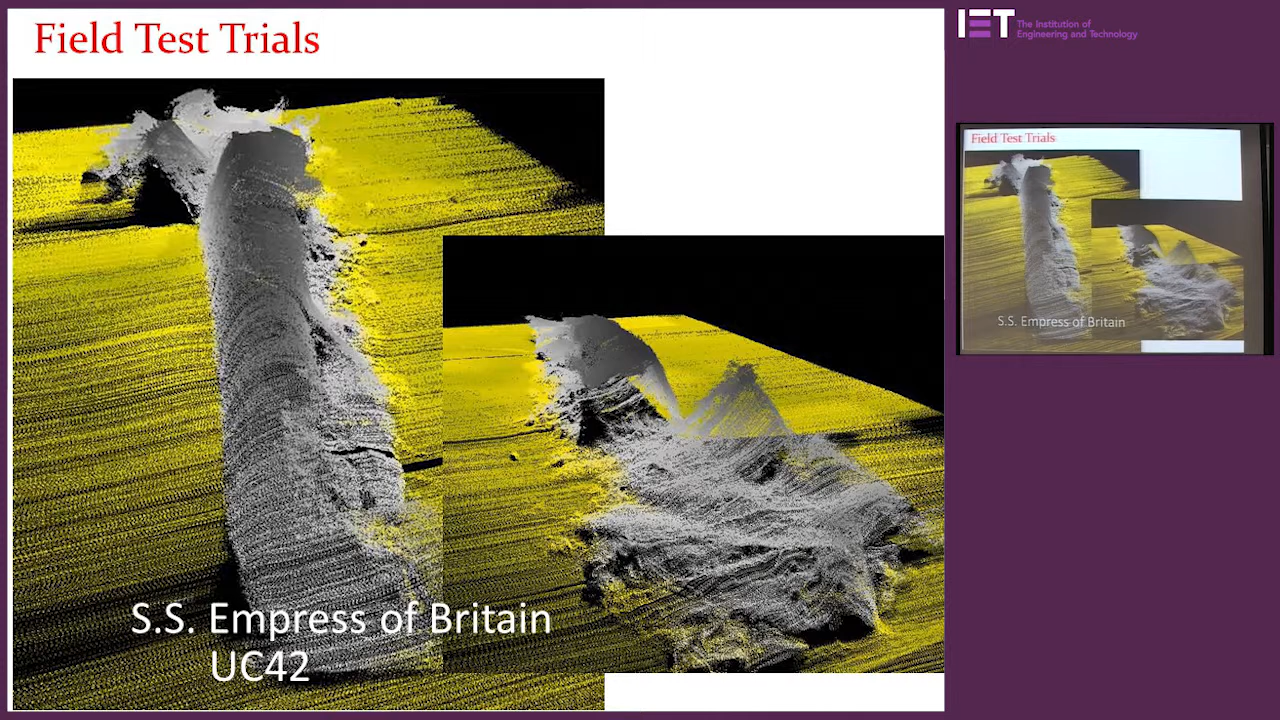 Field Test Trials
S.S. Empress of Britain
UC42
IET The Institution of
Engineering and Technology
Field Test Trials
S.S. Empress of Britain